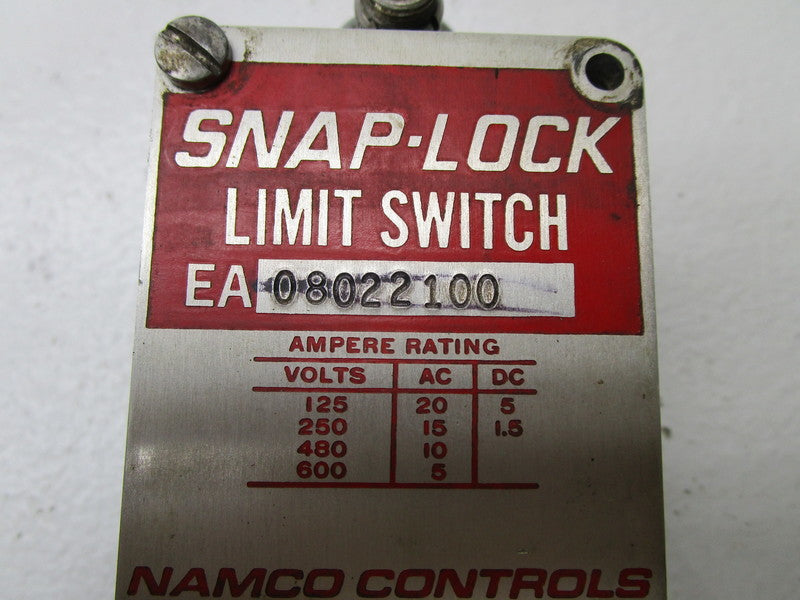 SNAP-LOCK
LIMIT SWITCH
EA 08022100
AMPERE RATING
VOLTS AC DC
125 20 5
250 15 1.5
480 10
600 5
NAMCO CONTROLS